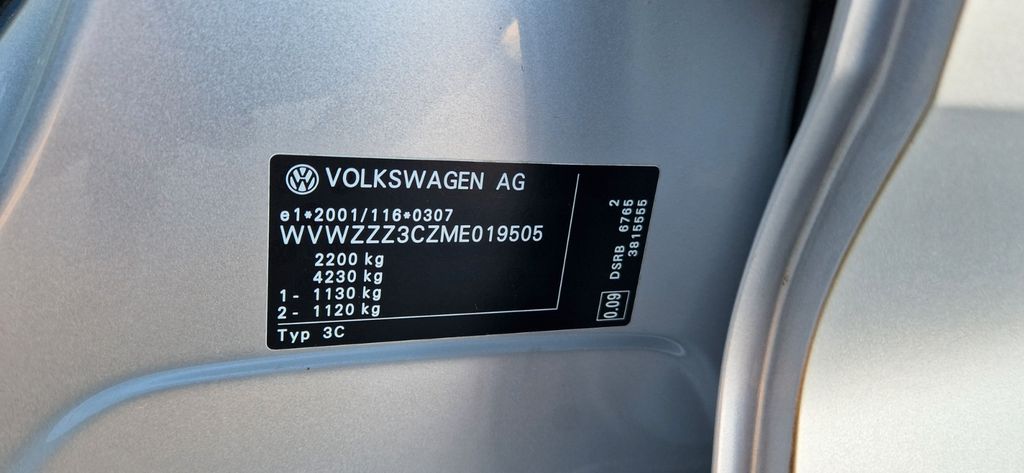 VOLKSWAGEN AG
e1*2001/116*0307
WVWZZZ3CZME019505
2200 kg
4230 kg
1- 1130 kg
2- 1120 kg
Typ 3C
0.09
DSRB 6765 2
3815555